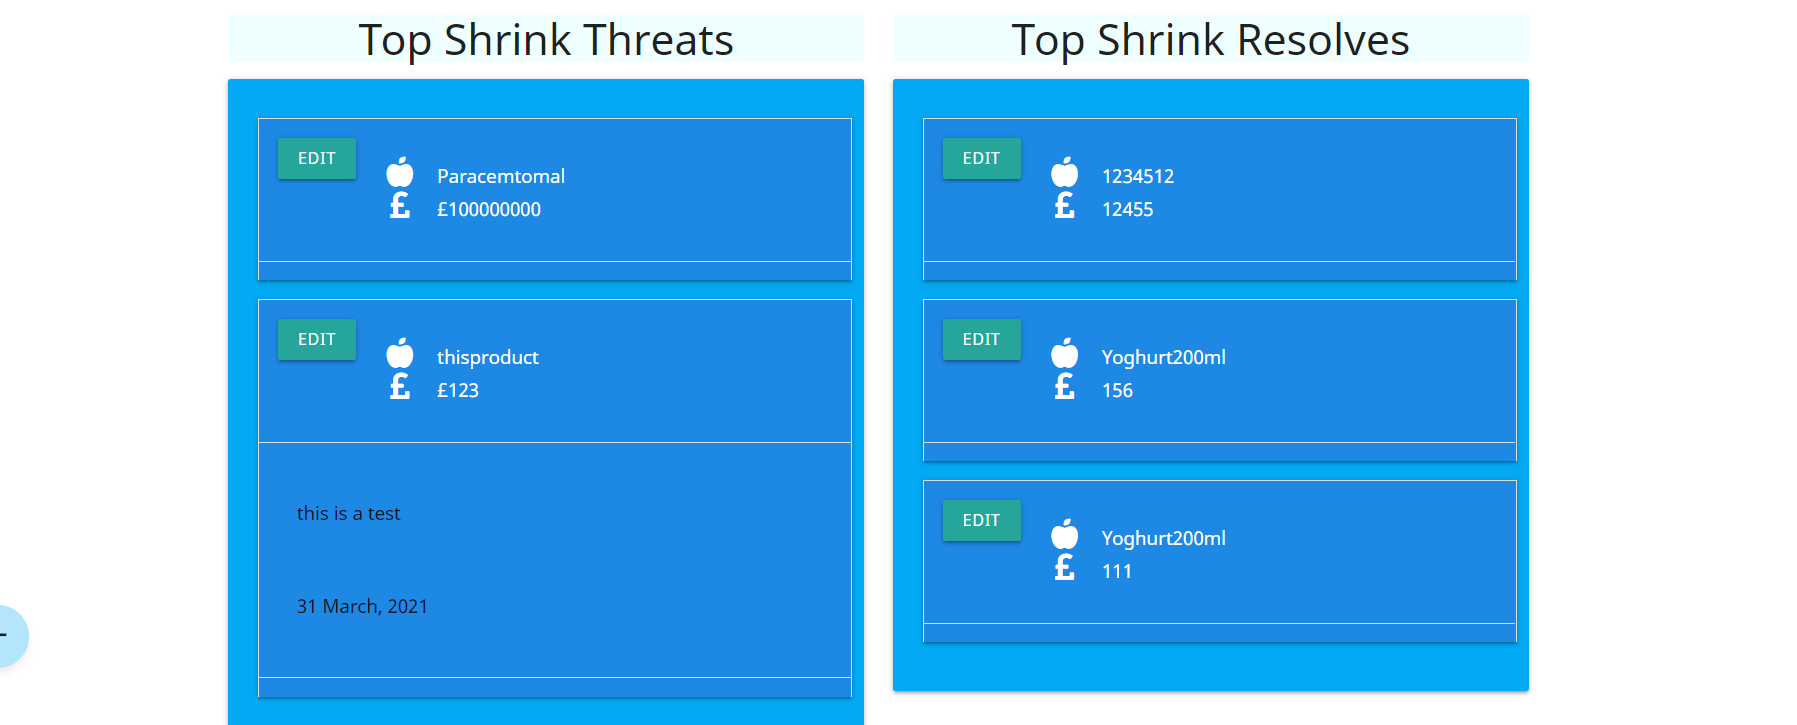 Top Shrink Threats
EDIT
Paracemtomal
£
£100000000
EDIT
thisproduct
£
£123
this is a test
31 March, 2021
Top Shrink Resolves
EDIT
1234512
£
12455
EDIT
Yoghurt200ml
£
156
EDIT
Yoghurt200ml
£
111